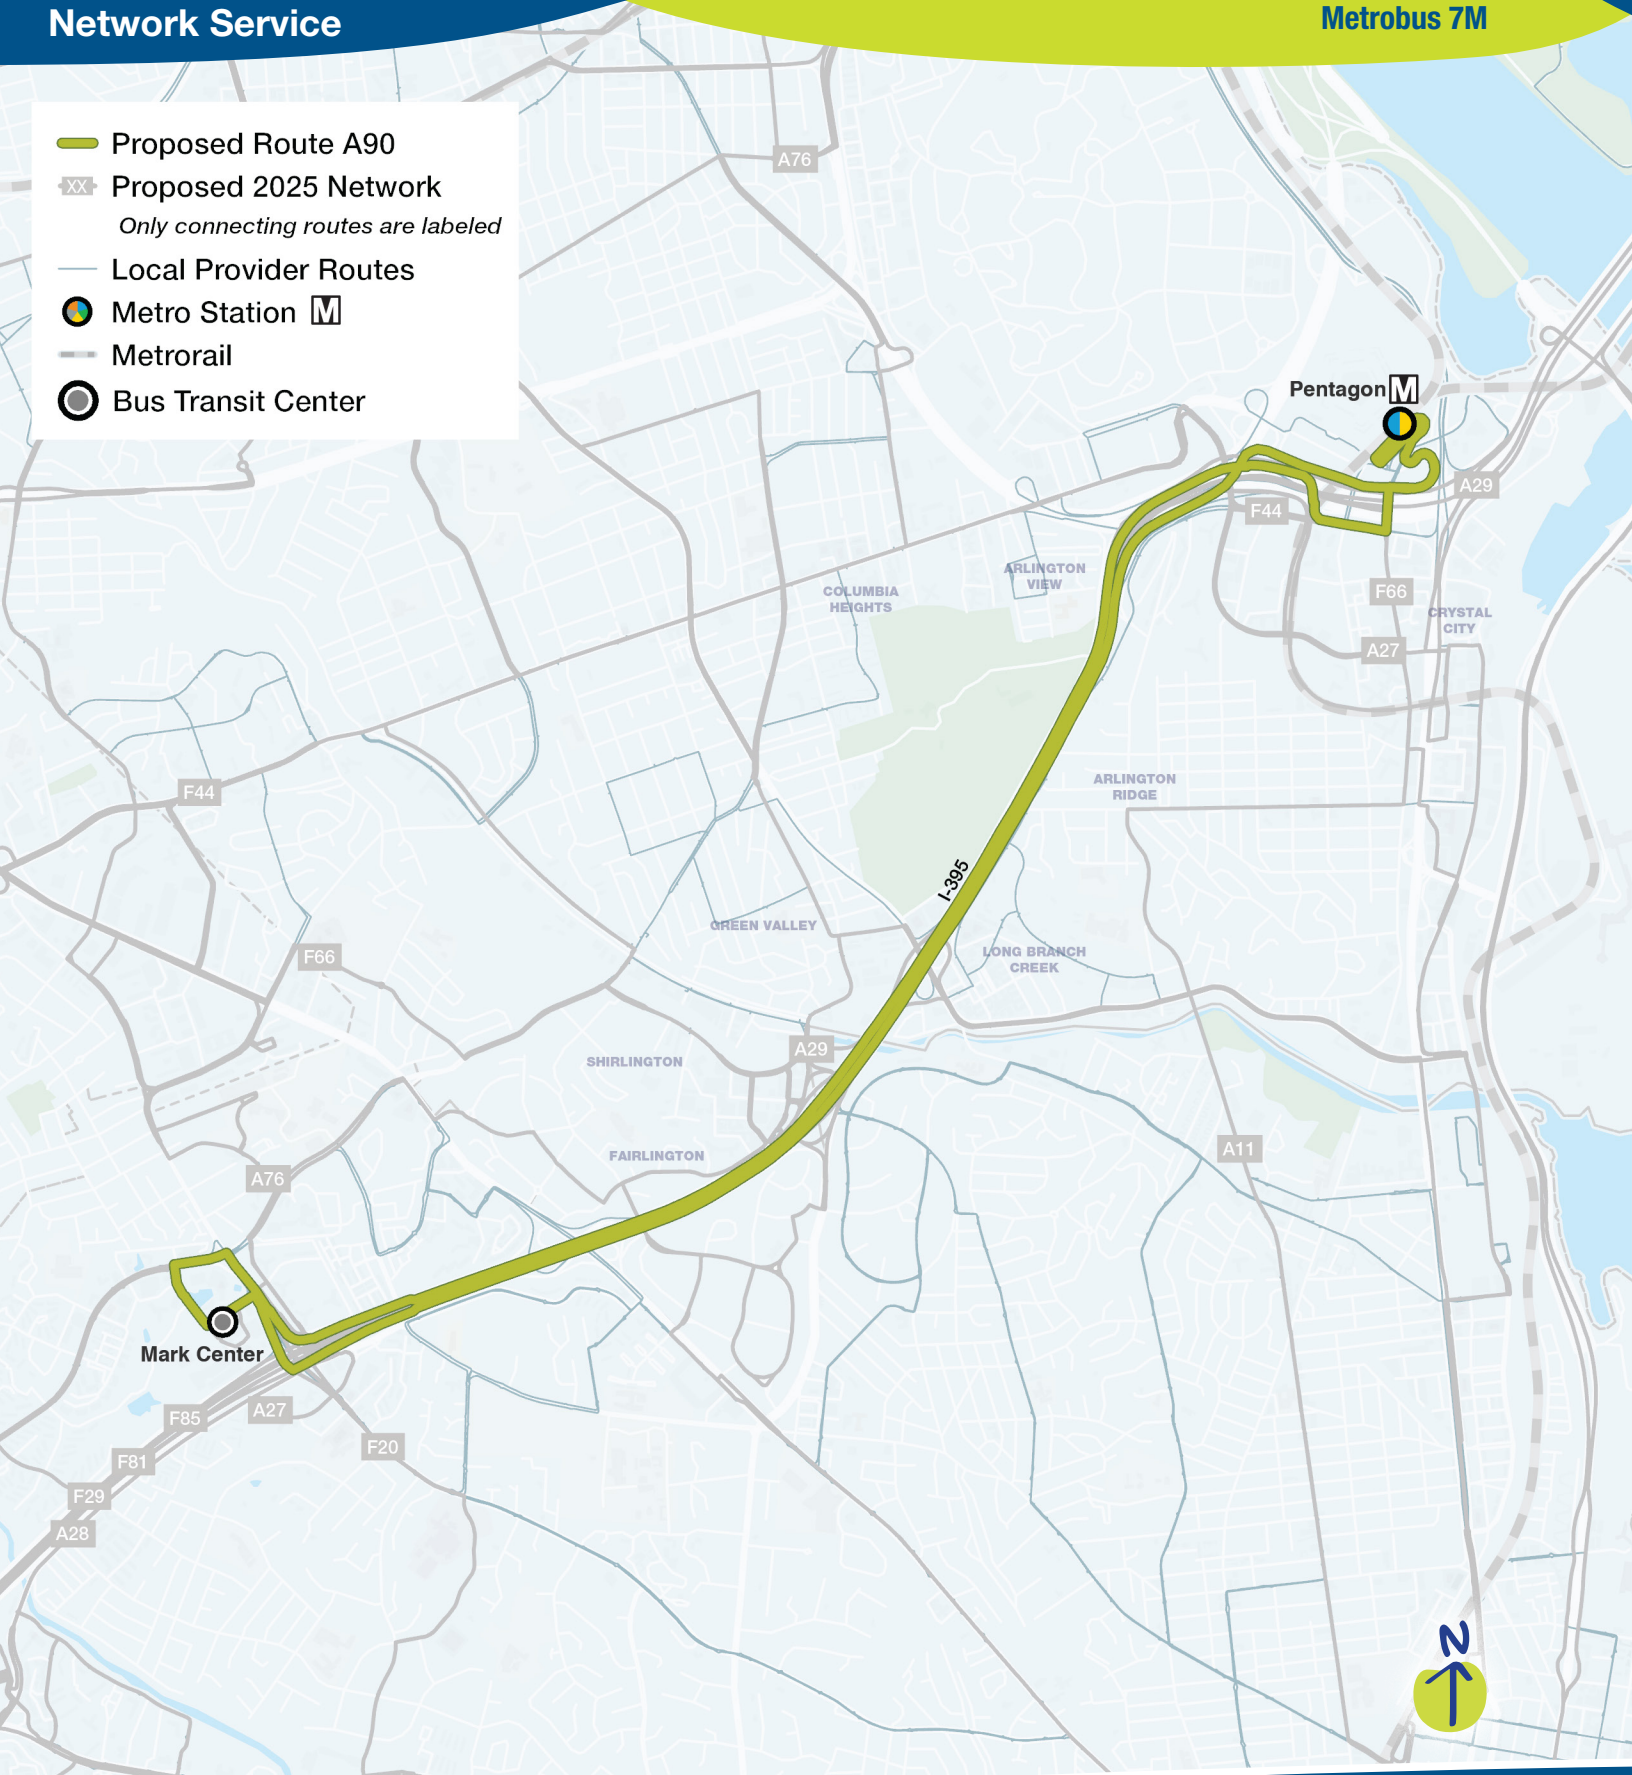 Network Service
Metrobus 7M
Proposed Route A90
XX Proposed 2025 Network
Only connecting routes are labeled
Local Provider Routes
Metro Station M
Metrorail
Bus Transit Center
A76
Pentagon M
A29
F44
ARLINGTON
VIEW
COLUMBIA
HEIGHTS
F66
CRYSTAL
CITY
A27
F44
ARLINGTON
RIDGE
I-395
GREEN VALLEY
LONG BRANCH
CREEK
F66
A29
SHIRLINGTON
FAIRLINGTON
A11
A76
Mark Center
A27
F85
F20
F81
F29
A28
N